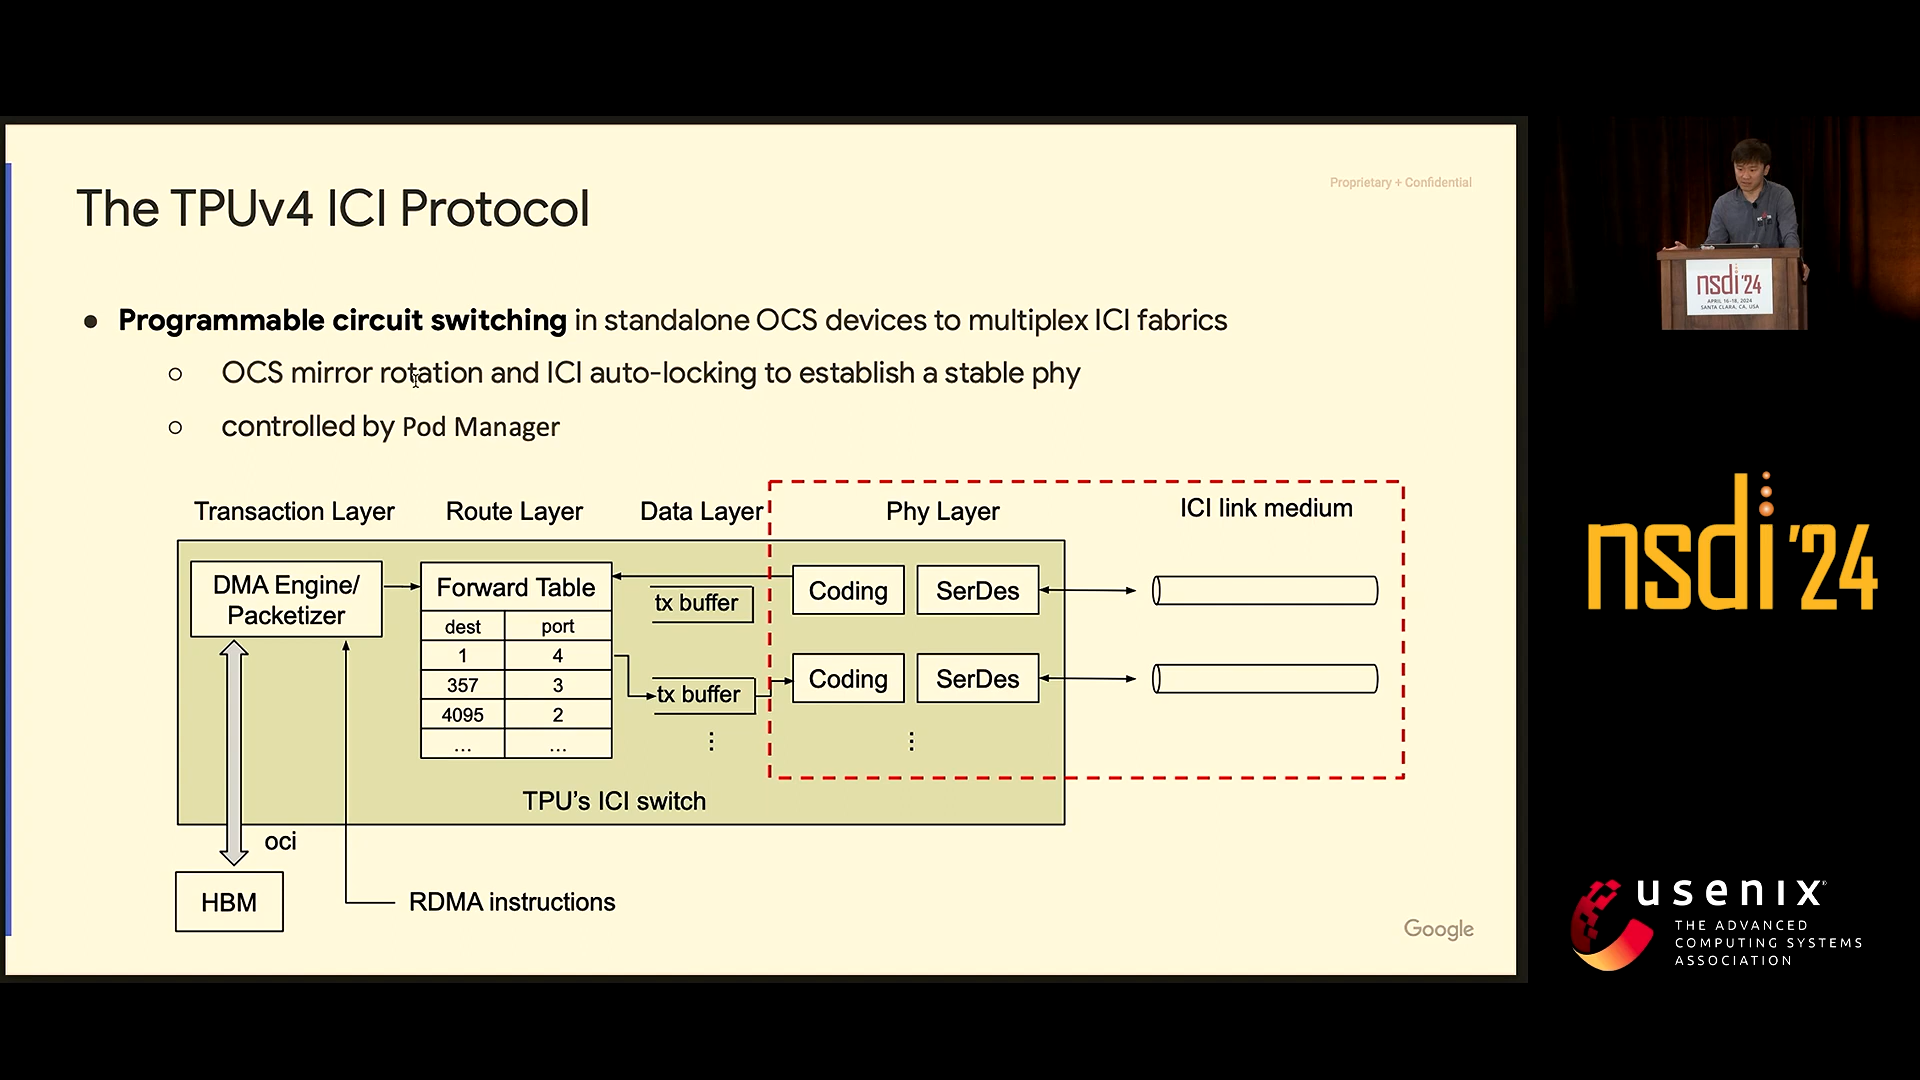 The TPUv4 ICI Protocol
Proprietary + Confidential
● Programmable circuit switching in standalone OCS devices to multiplex ICI fabrics
○ OCS mirror rotation and ICI auto-locking to establish a stable phy
○ controlled by Pod Manager
Transaction Layer
Route Layer
Data Layer
Phy Layer
ICI link medium
DMA Engine/
Packetizer
Forward Table
dest port
1 4
357 3
4095 2
... ...
tx buffer
tx buffer
Coding
SerDes
Coding
SerDes
TPU's ICI switch
oci
HBM
RDMA instructions
Google
nsdi '24
APRIL 16–18, 2024
SANTA CLARA, CA, USA
nsdi '24
usenix
THE ADVANCED
COMPUTING SYSTEMS
ASSOCIATION